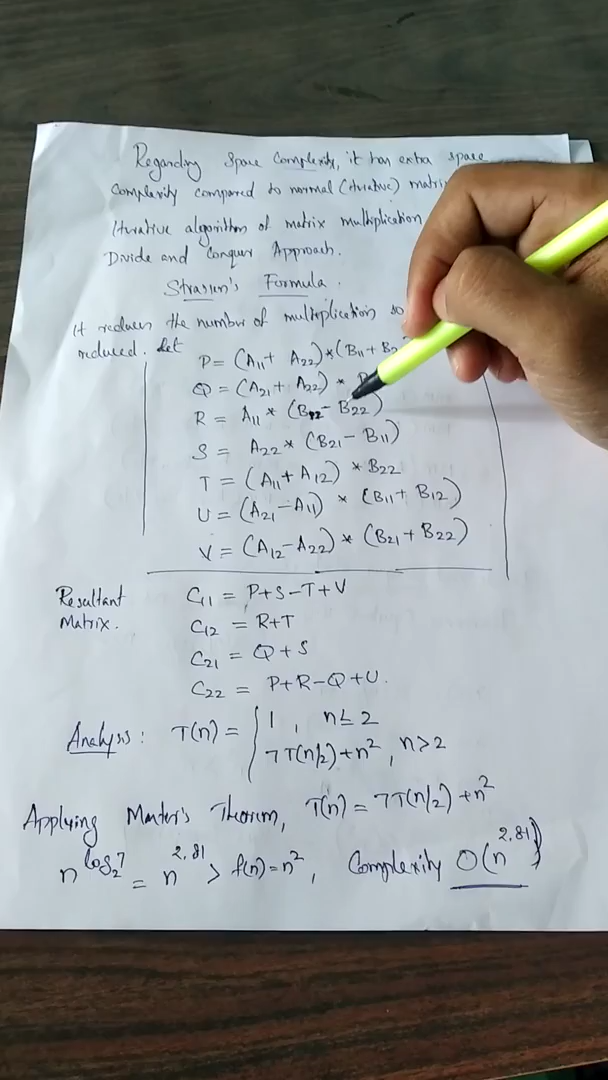 Regarding Space Complexity, it has extra space
complexity compared to normal (iterative) matrix
Iterative algorithm of matrix multiplication
Divide and Conquer Approach.
Strassen's Formula.
It reduces the number of multiplication so
reduced. Let
P = (A11 + A22) * (B11 + B2
Q = (A21 + A22) *
R = A11 * (B12 - B22)
S = A22 * (B21 - B11)
T = (A11 + A12) * B22
U = (A21 - A11) * (B11 + B12)
V = (A12 - A22) * (B21 + B22)
Resultant Matrix.
C11 = P+S-T+V
C12 = R+T
C21 = Q+S
C22 = P+R-Q+U.
Analysis: T(n) = { 1, n≤2
7T(n/2)+n², n>2
Applying Master's Theorem, T(n) = 7T(n/2)+n²
n^log₂7 = n^2.81 > f(n)=n², Complexity O(n^2.81)